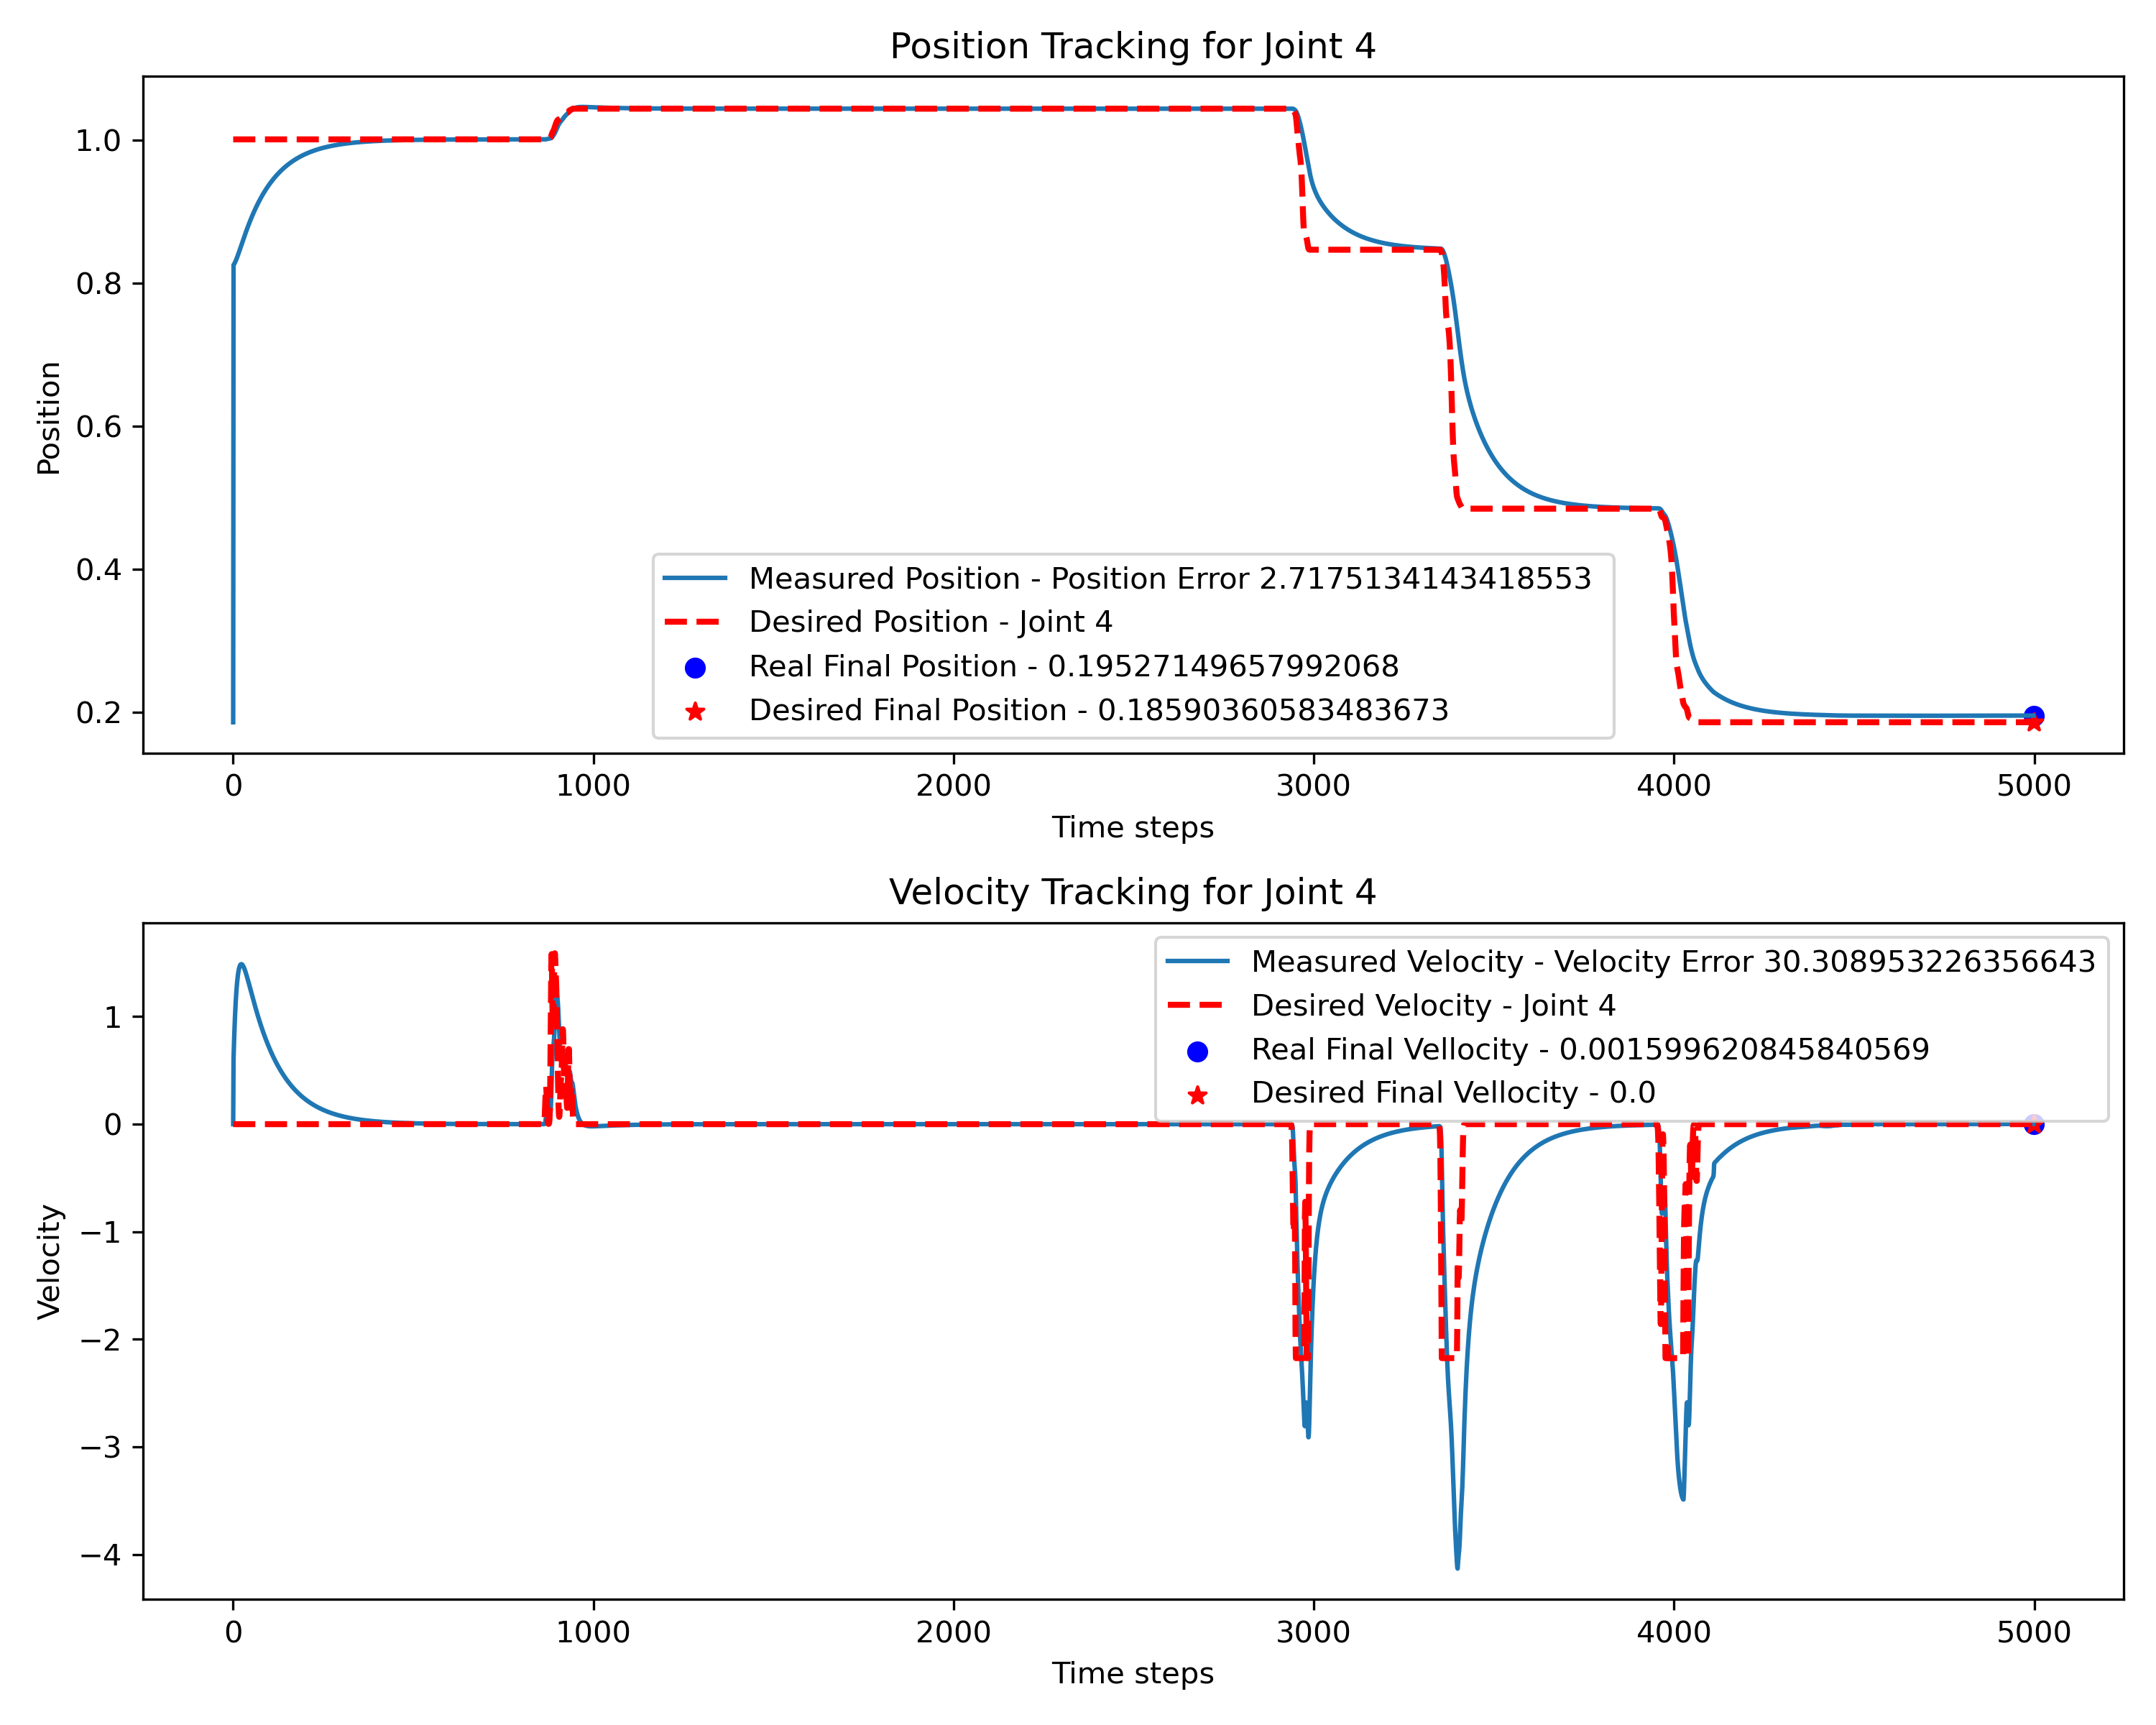 Position Tracking for Joint 4
Position
1.0
0.8
0.6
0.4
0.2
Measured Position - Position Error 2.7175134143418553
Desired Position - Joint 4
Real Final Position - 0.19527149657992068
Desired Final Position - 0.18590360583483673
0 1000 2000 3000 4000 5000
Time steps
Velocity Tracking for Joint 4
Velocity
1
0
−1
−2
−3
−4
Measured Velocity - Velocity Error 30.308953226356643
Desired Velocity - Joint 4
Real Final Vellocity - 0.001599620845840569
Desired Final Vellocity - 0.0
0 1000 2000 3000 4000 5000
Time steps